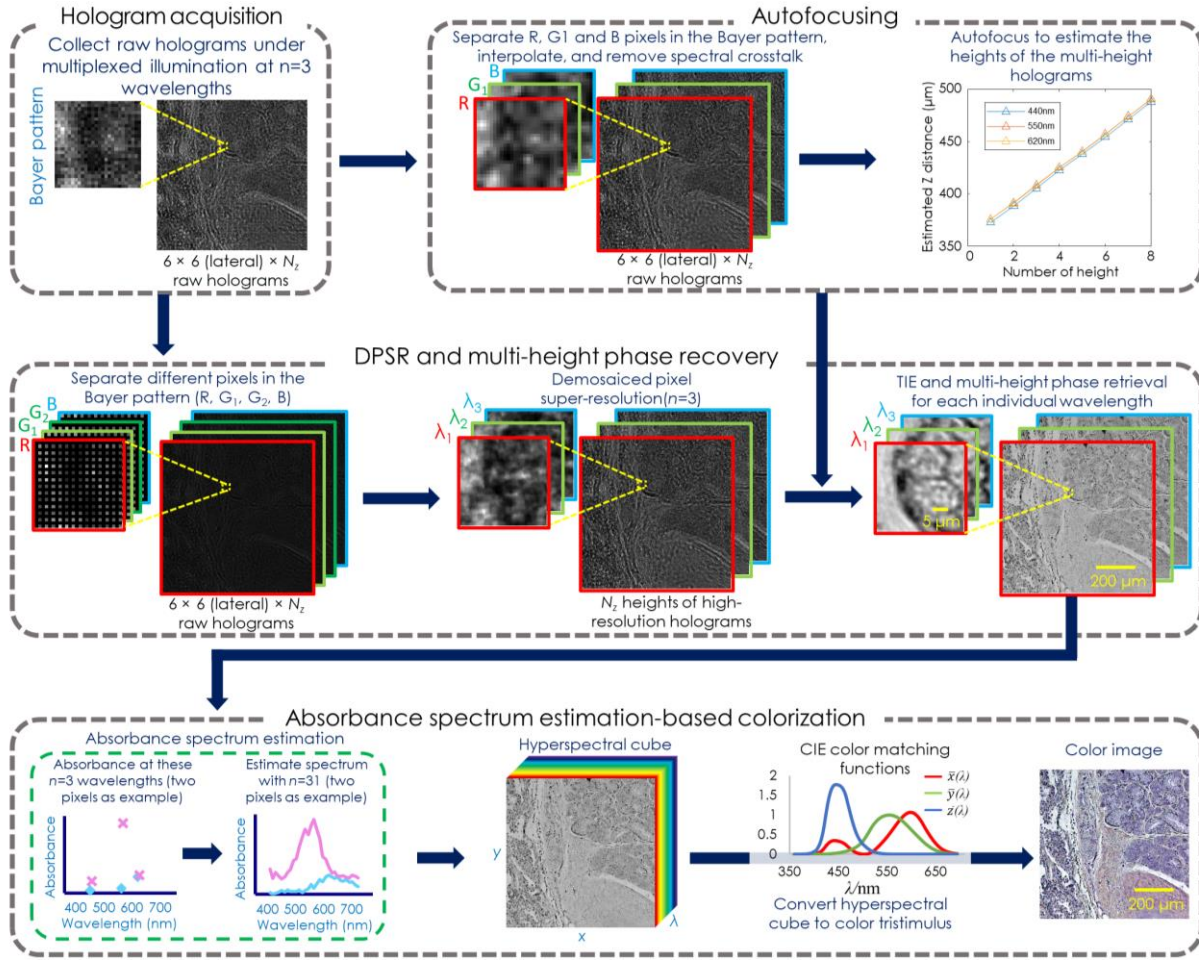 Hologram acquisition
Collect raw holograms under
multiplexed illumination at n=3
wavelengths
Bayer pattern
6 × 6 (lateral) × Nz
raw holograms
Autofocusing
Separate R, G1 and B pixels in the Bayer pattern,
interpolate, and remove spectral crosstalk
B
G1
R
6 × 6 (lateral) × Nz
raw holograms
Autofocus to estimate the
heights of the multi-height
holograms
Estimated Z distance (μm)
500
450
400
350
440nm
550nm
620nm
0 2 4 6 8
Number of height
DPSR and multi-height phase recovery
Separate different pixels in the
Bayer pattern (R, G1, G2, B)
B
G2
G1
R
6 × 6 (lateral) × Nz
raw holograms
Demosaiced pixel
super-resolution(n=3)
λ3
λ2
λ1
Nz heights of high-
resolution holograms
TIE and multi-height phase retrieval
for each individual wavelength
λ3
λ2
λ1
5 μm
200 μm
Absorbance spectrum estimation-based colorization
Absorbance spectrum estimation
Absorbance at these
n=3 wavelengths (two
pixels as example)
Absorbance
400 500 600 700
Wavelength (nm)
Estimate spectrum
with n=31 (two
pixels as example)
Absorbance
400 500 600 700
Wavelength (nm)
Hyperspectral cube
y
x
λ
CIE color matching
functions
2
1.5
1
0.5
0
x̄(λ)
ȳ(λ)
z̄(λ)
350 450 550 650
λ/nm
Convert hyperspectral
cube to color tristimulus
Color image
200 μm